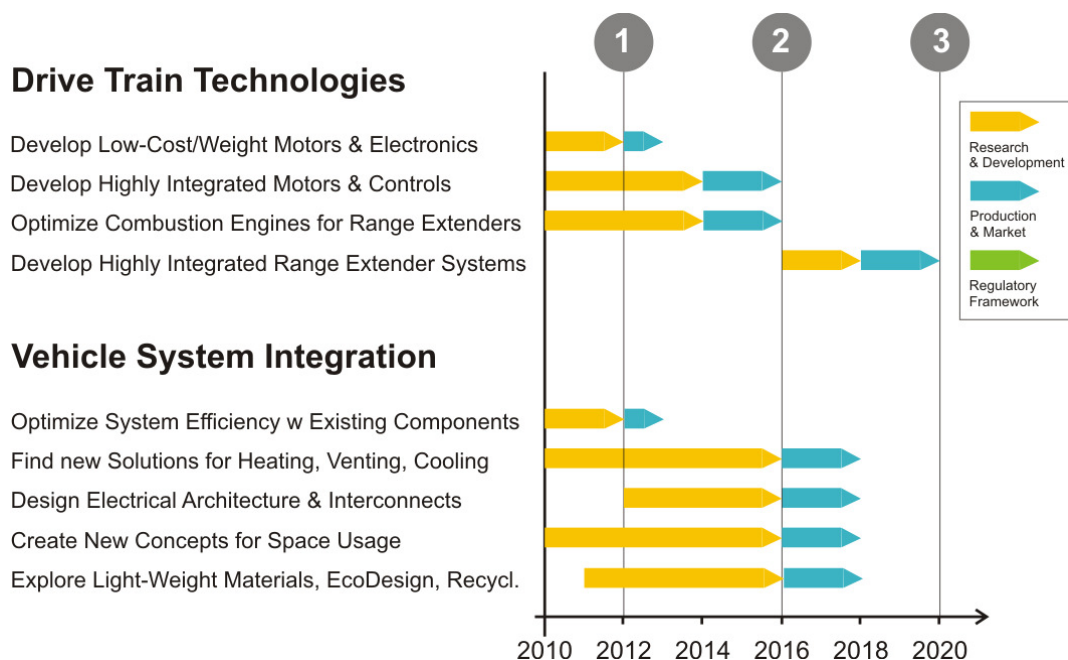 1
2
3
Drive Train Technologies
Develop Low-Cost/Weight Motors & Electronics
Develop Highly Integrated Motors & Controls
Optimize Combustion Engines for Range Extenders
Develop Highly Integrated Range Extender Systems
Research
& Development
Production
& Market
Regulatory
Framework
Vehicle System Integration
Optimize System Efficiency w Existing Components
Find new Solutions for Heating, Venting, Cooling
Design Electrical Architecture & Interconnects
Create New Concepts for Space Usage
Explore Light-Weight Materials, EcoDesign, Recycl.
2010 2012 2014 2016 2018 2020